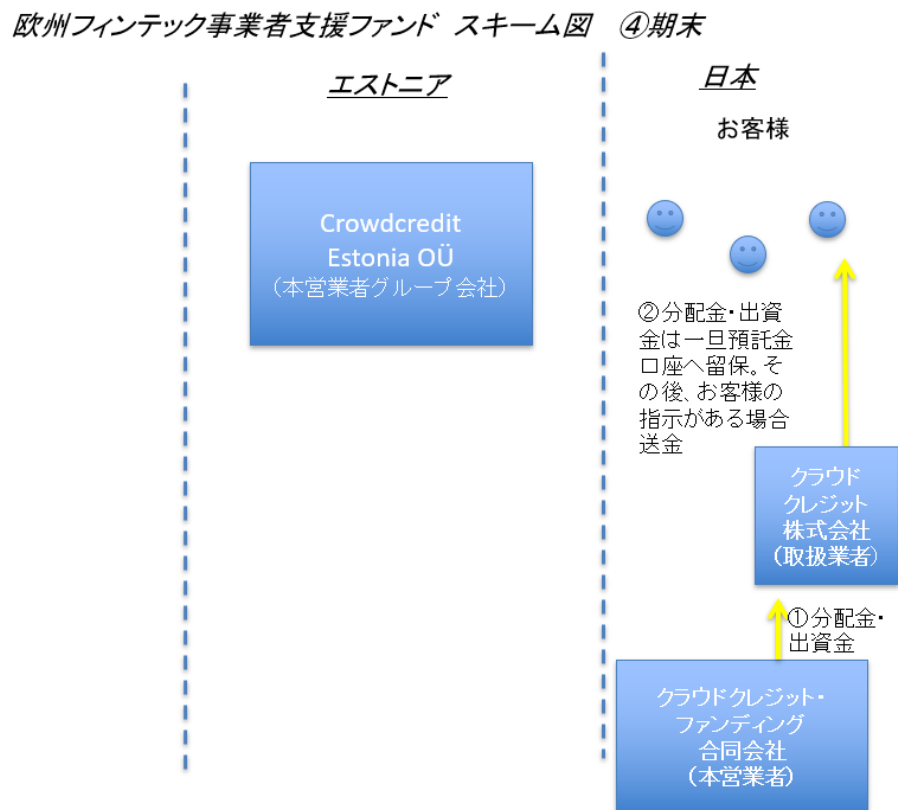 欧州フィンテック事業者支援ファンド スキーム図 ④期末
エストニア
日本
お客様
Crowdcredit
Estonia OÜ
（本営業者グループ会社）
②分配金・出資
金は一旦預託金
口座へ留保。そ
の後、お客様の
指示がある場合
送金
クラウド
クレジット
株式会社
（取扱業者）
①分配金・
出資金
クラウドクレジット・
ファンディング
合同会社
（本営業者）